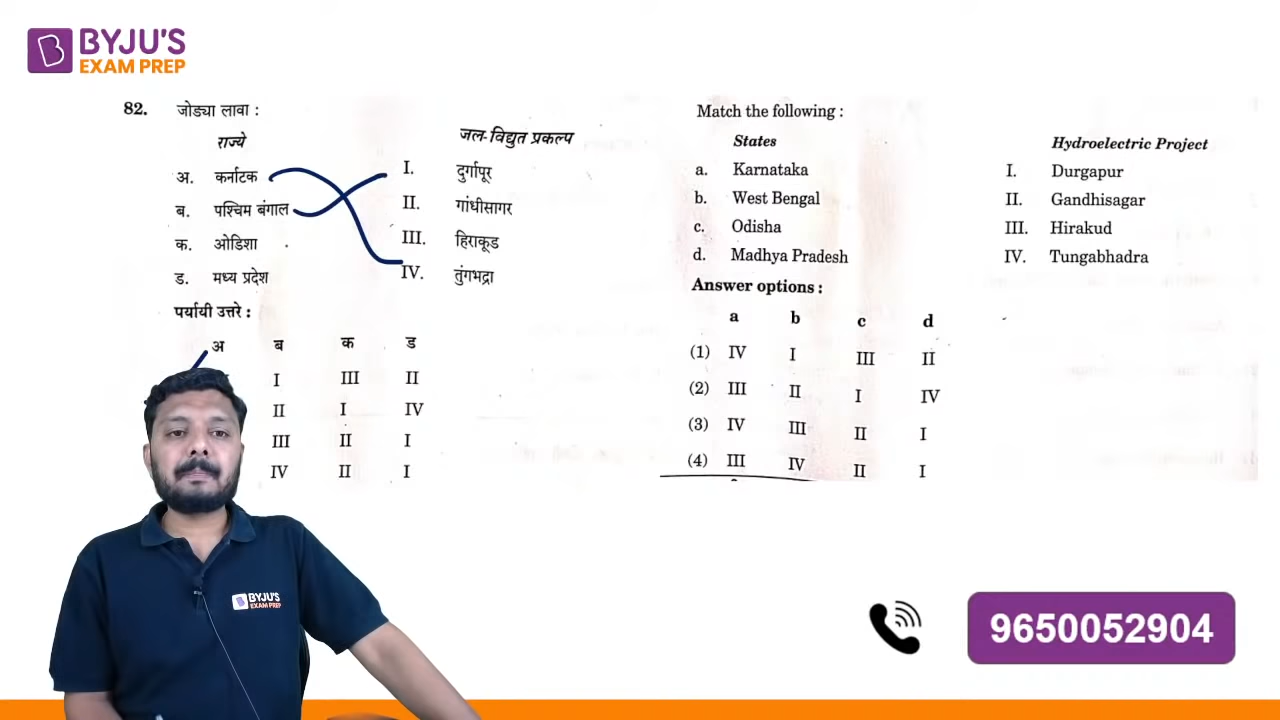 BYJU'S
EXAM PREP
82. जोड्या लावा :
राज्ये जल-विद्युत प्रकल्प
अ. कर्नाटक I. दुर्गापूर
ब. पश्चिम बंगाल II. गांधीसागर
क. ओडिशा III. हिराकूड
ड. मध्य प्रदेश IV. तुंगभद्रा
पर्यायी उत्तरे :
अ ब क ड
I III II
II I IV
III II I
IV II I
Match the following :
States Hydroelectric Project
a. Karnataka I. Durgapur
b. West Bengal II. Gandhisagar
c. Odisha III. Hirakud
d. Madhya Pradesh IV. Tungabhadra
Answer options :
a b c d
(1) IV I III II
(2) III II I IV
(3) IV III II I
(4) III IV II I
BYJU'S
EXAM PREP
9650052904